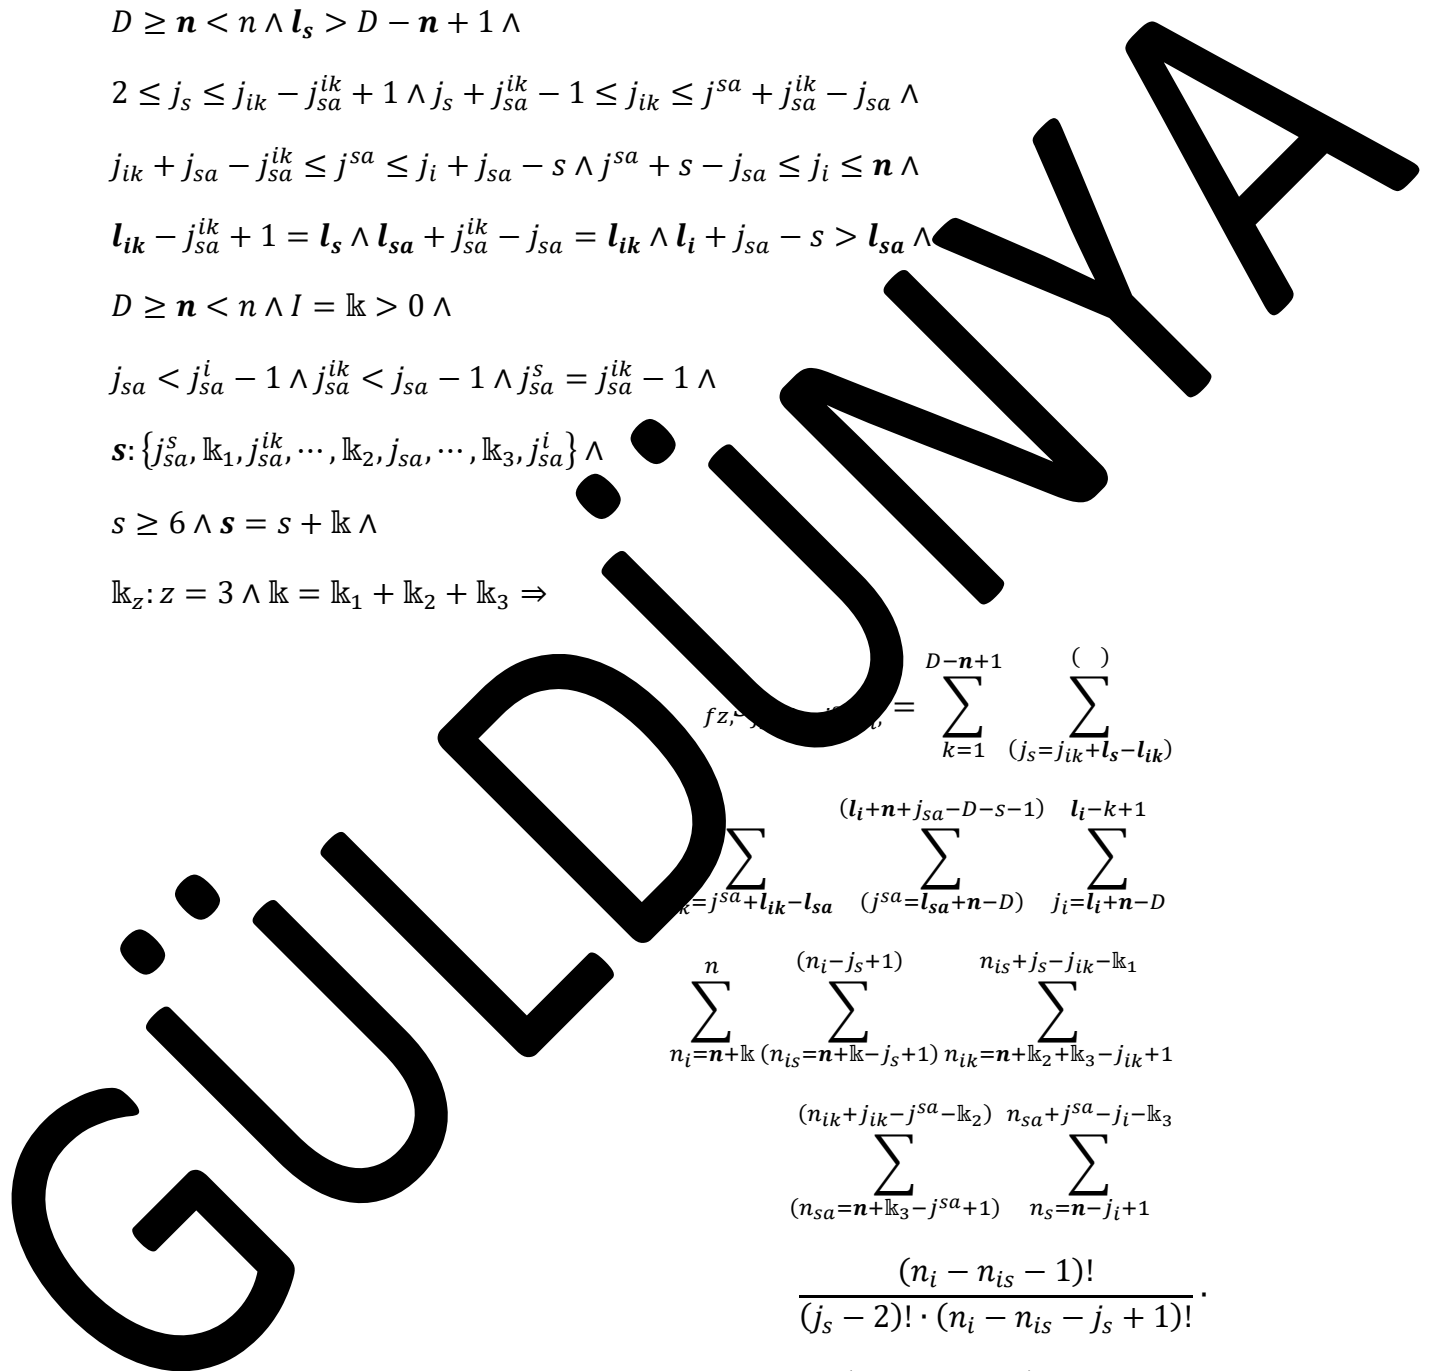 D ≥ 𝒏 < n ∧ 𝒍_𝒔 > D − 𝒏 + 1 ∧
2 ≤ j_s ≤ j_{ik} − j_{sa}^{ik} + 1 ∧ j_s + j_{sa}^{ik} − 1 ≤ j_{ik} ≤ j^{sa} + j_{sa}^{ik} − j_{sa} ∧
j_{ik} + j_{sa} − j_{sa}^{ik} ≤ j^{sa} ≤ j_i + j_{sa} − s ∧ j^{sa} + s − j_{sa} ≤ j_i ≤ 𝒏 ∧
𝒍_{𝒊𝒌} − j_{sa}^{ik} + 1 = 𝒍_𝒔 ∧ 𝒍_{𝒔𝒂} + j_{sa}^{ik} − j_{sa} = 𝒍_{𝒊𝒌} ∧ 𝒍_𝒊 + j_{sa} − s > 𝒍_{𝒔𝒂} ∧
D ≥ 𝒏 < n ∧ I = 𝕜 > 0 ∧
j_{sa} < j_{sa}^i − 1 ∧ j_{sa}^{ik} < j_{sa} − 1 ∧ j_{sa}^s = j_{sa}^{ik} − 1 ∧
𝒔: {j_{sa}^s, 𝕜_1, j_{sa}^{ik}, ⋯, 𝕜_2, j_{sa}, ⋯, 𝕜_3, j_{sa}^i} ∧
s ≥ 6 ∧ 𝒔 = s + 𝕜 ∧
𝕜_z: z = 3 ∧ 𝕜 = 𝕜_1 + 𝕜_2 + 𝕜_3 ⇒
fz, = ∑_{k=1}^{D−𝒏+1} ∑_{(j_s=j_{ik}+𝒍_𝒔−𝒍_{𝒊𝒌})}^{( )}
∑_{=j^{sa}+𝒍_{𝒊𝒌}−𝒍_{𝒔𝒂}} ∑_{(j^{sa}=𝒍_{𝒔𝒂}+𝒏−D)}^{(𝒍_𝒊+𝒏+j_{sa}−D−s−1)} ∑_{j_i=𝒍_𝒊+𝒏−D}^{𝒍_𝒊−k+1}
∑_{n_i=𝒏+𝕜}^{n} ∑_{(n_{is}=𝒏+𝕜−j_s+1)}^{(n_i−j_s+1)} ∑_{n_{ik}=𝒏+𝕜_2+𝕜_3−j_{ik}+1}^{n_{is}+j_s−j_{ik}−𝕜_1}
∑_{(n_{sa}=𝒏+𝕜_3−j^{sa}+1)}^{(n_{ik}+j_{ik}−j^{sa}−𝕜_2)} ∑_{n_s=𝒏−j_i+1}^{n_{sa}+j^{sa}−j_i−𝕜_3}
(n_i − n_{is} − 1)!
(j_s − 2)! · (n_i − n_{is} − j_s + 1)! ·
GÜLDÜNYA